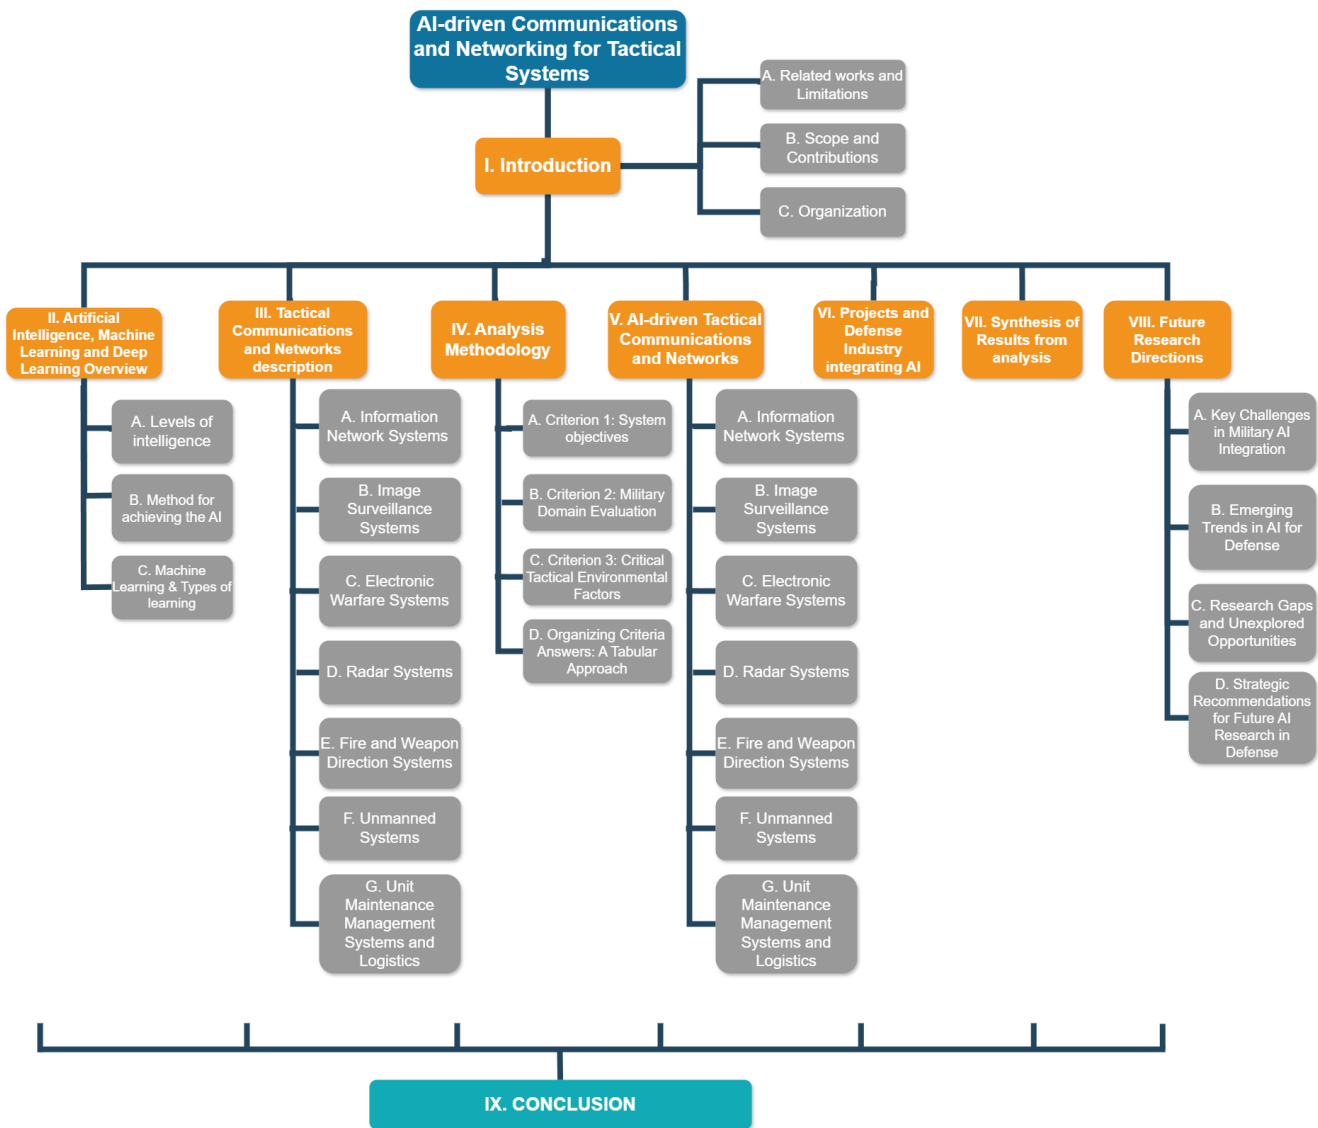 AI-driven Communications
and Networking for Tactical
Systems
A. Related works and
Limitations
B. Scope and
Contributions
C. Organization
I. Introduction
II. Artificial
Intelligence, Machine
Learning and Deep
Learning Overview
A. Levels of
intelligence
B. Method for
achieving the AI
C. Machine
Learning & Types of
learning
III. Tactical
Communications
and Networks
description
A. Information
Network Systems
B. Image
Surveillance
Systems
C. Electronic
Warfare Systems
D. Radar Systems
E. Fire and Weapon
Direction Systems
F. Unmanned
Systems
G. Unit
Maintenance
Management
Systems and
Logistics
IV. Analysis
Methodology
A. Criterion 1: System
objectives
B. Criterion 2: Military
Domain Evaluation
C. Criterion 3: Critical
Tactical Environmental
Factors
D. Organizing Criteria
Answers: A Tabular
Approach
V. AI-driven Tactical
Communications
and Networks
A. Information
Network Systems
B. Image
Surveillance
Systems
C. Electronic
Warfare Systems
D. Radar Systems
E. Fire and Weapon
Direction Systems
F. Unmanned
Systems
G. Unit
Maintenance
Management
Systems and
Logistics
VI. Projects and
Defense
Industry
integrating AI
VII. Synthesis of
Results from
analysis
VIII. Future
Research
Directions
A. Key Challenges
in Military AI
Integration
B. Emerging
Trends in AI for
Defense
C. Research Gaps
and Unexplored
Opportunities
D. Strategic
Recommendations
for Future AI
Research in
Defense
IX. CONCLUSION